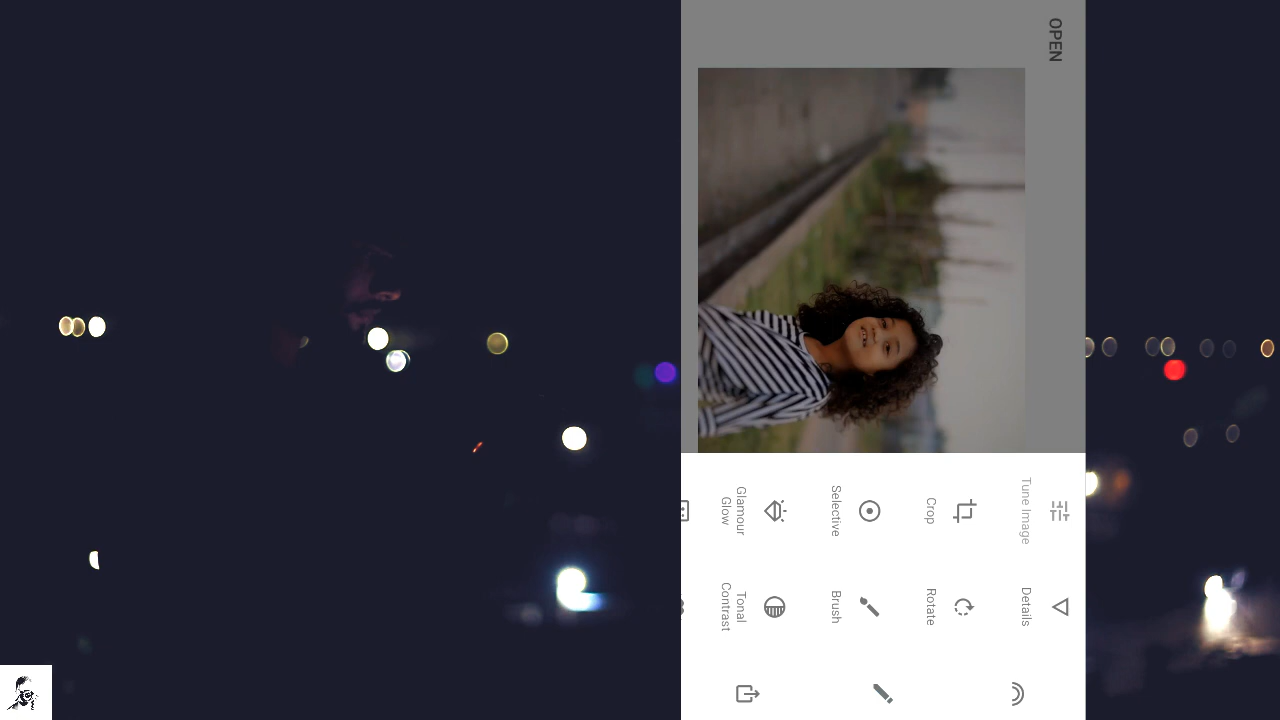 OPEN
Tune Image
Details
Crop
Rotate
Selective
Brush
Glamour
Glow
Tonal
Contrast